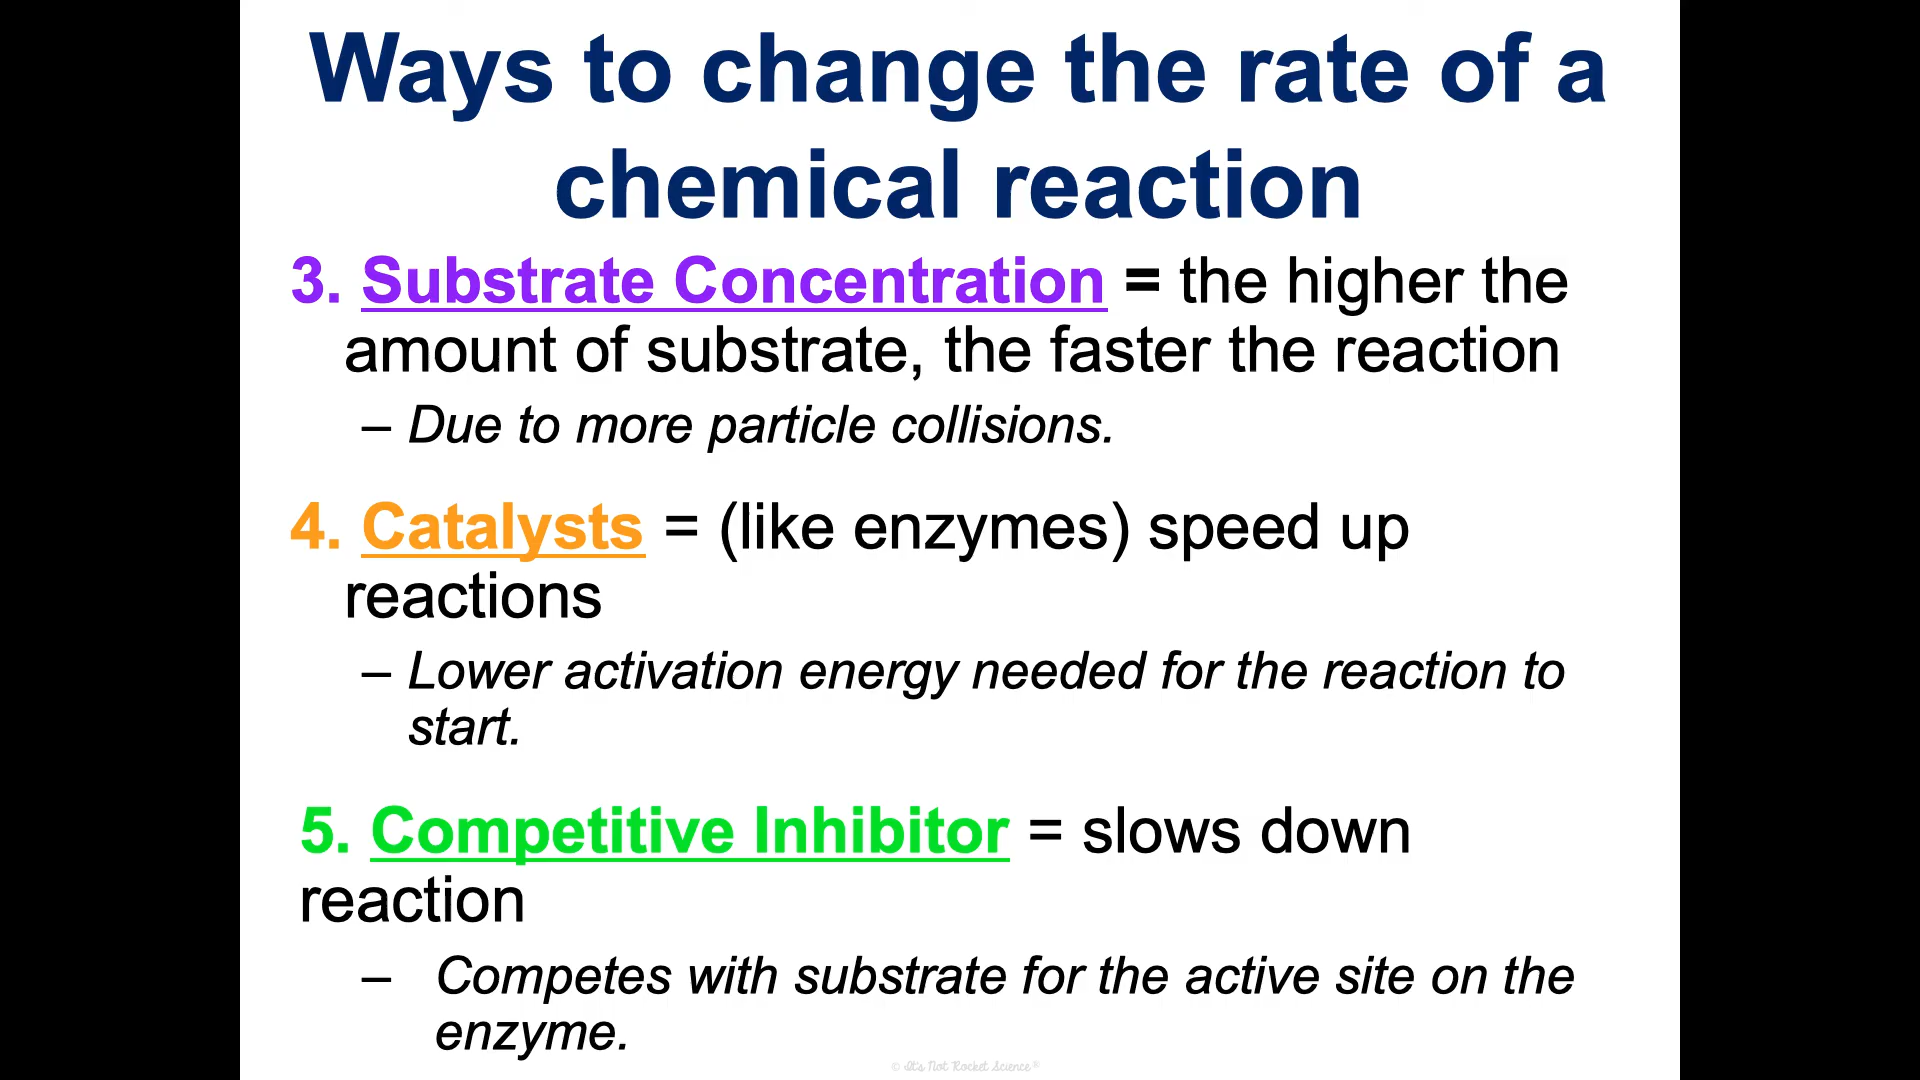 Ways to change the rate of a
chemical reaction
3. Substrate Concentration = the higher the
amount of substrate, the faster the reaction
– Due to more particle collisions.
4. Catalysts = (like enzymes) speed up
reactions
– Lower activation energy needed for the reaction to
start.
5. Competitive Inhibitor = slows down
reaction
– Competes with substrate for the active site on the
enzyme.
© It's Not Rocket Science®